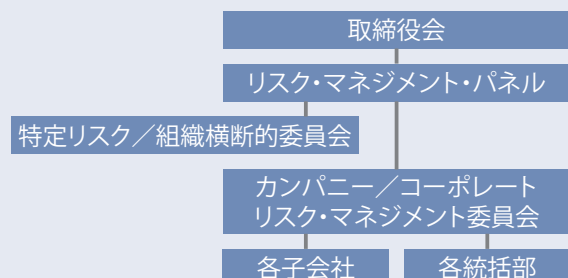 取締役会
リスク・マネジメント・パネル
特定リスク／組織横断的委員会
カンパニー／コーポレート
リスク・マネジメント委員会
各子会社
各統括部